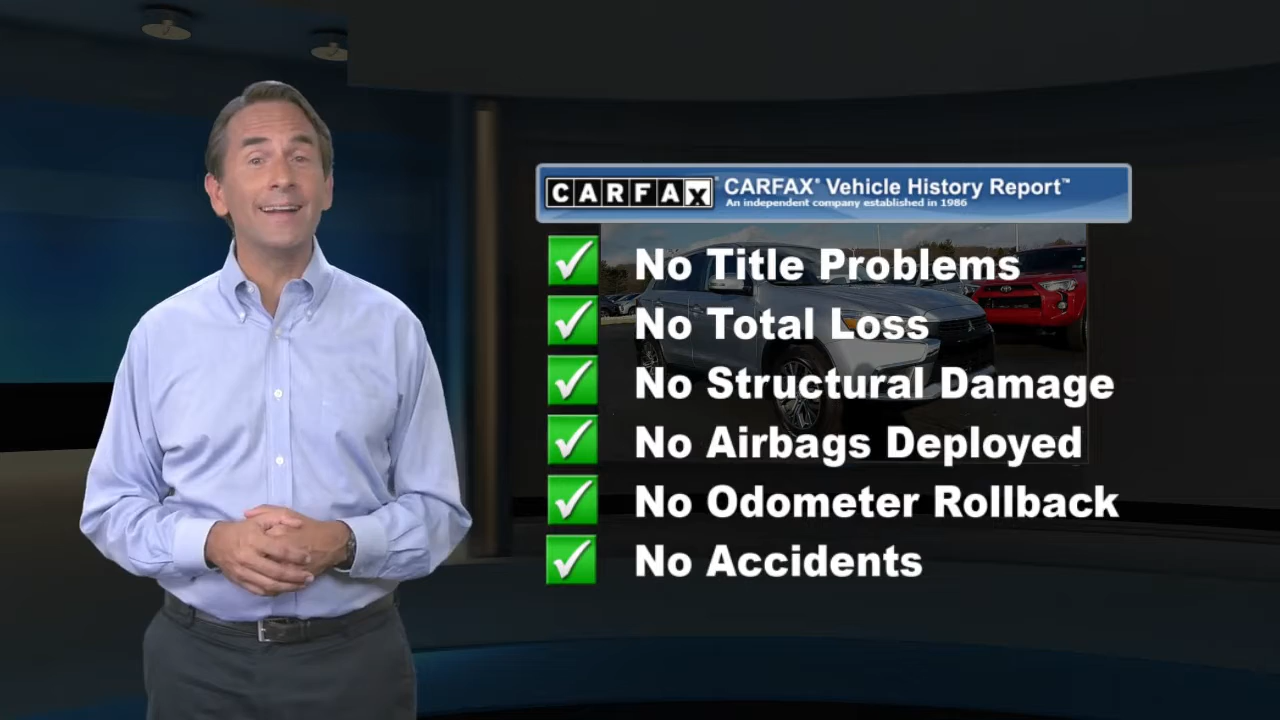 CARFAX® CARFAX® Vehicle History Report™
An independent company established in 1986
No Title Problems
No Total Loss
No Structural Damage
No Airbags Deployed
No Odometer Rollback
No Accidents